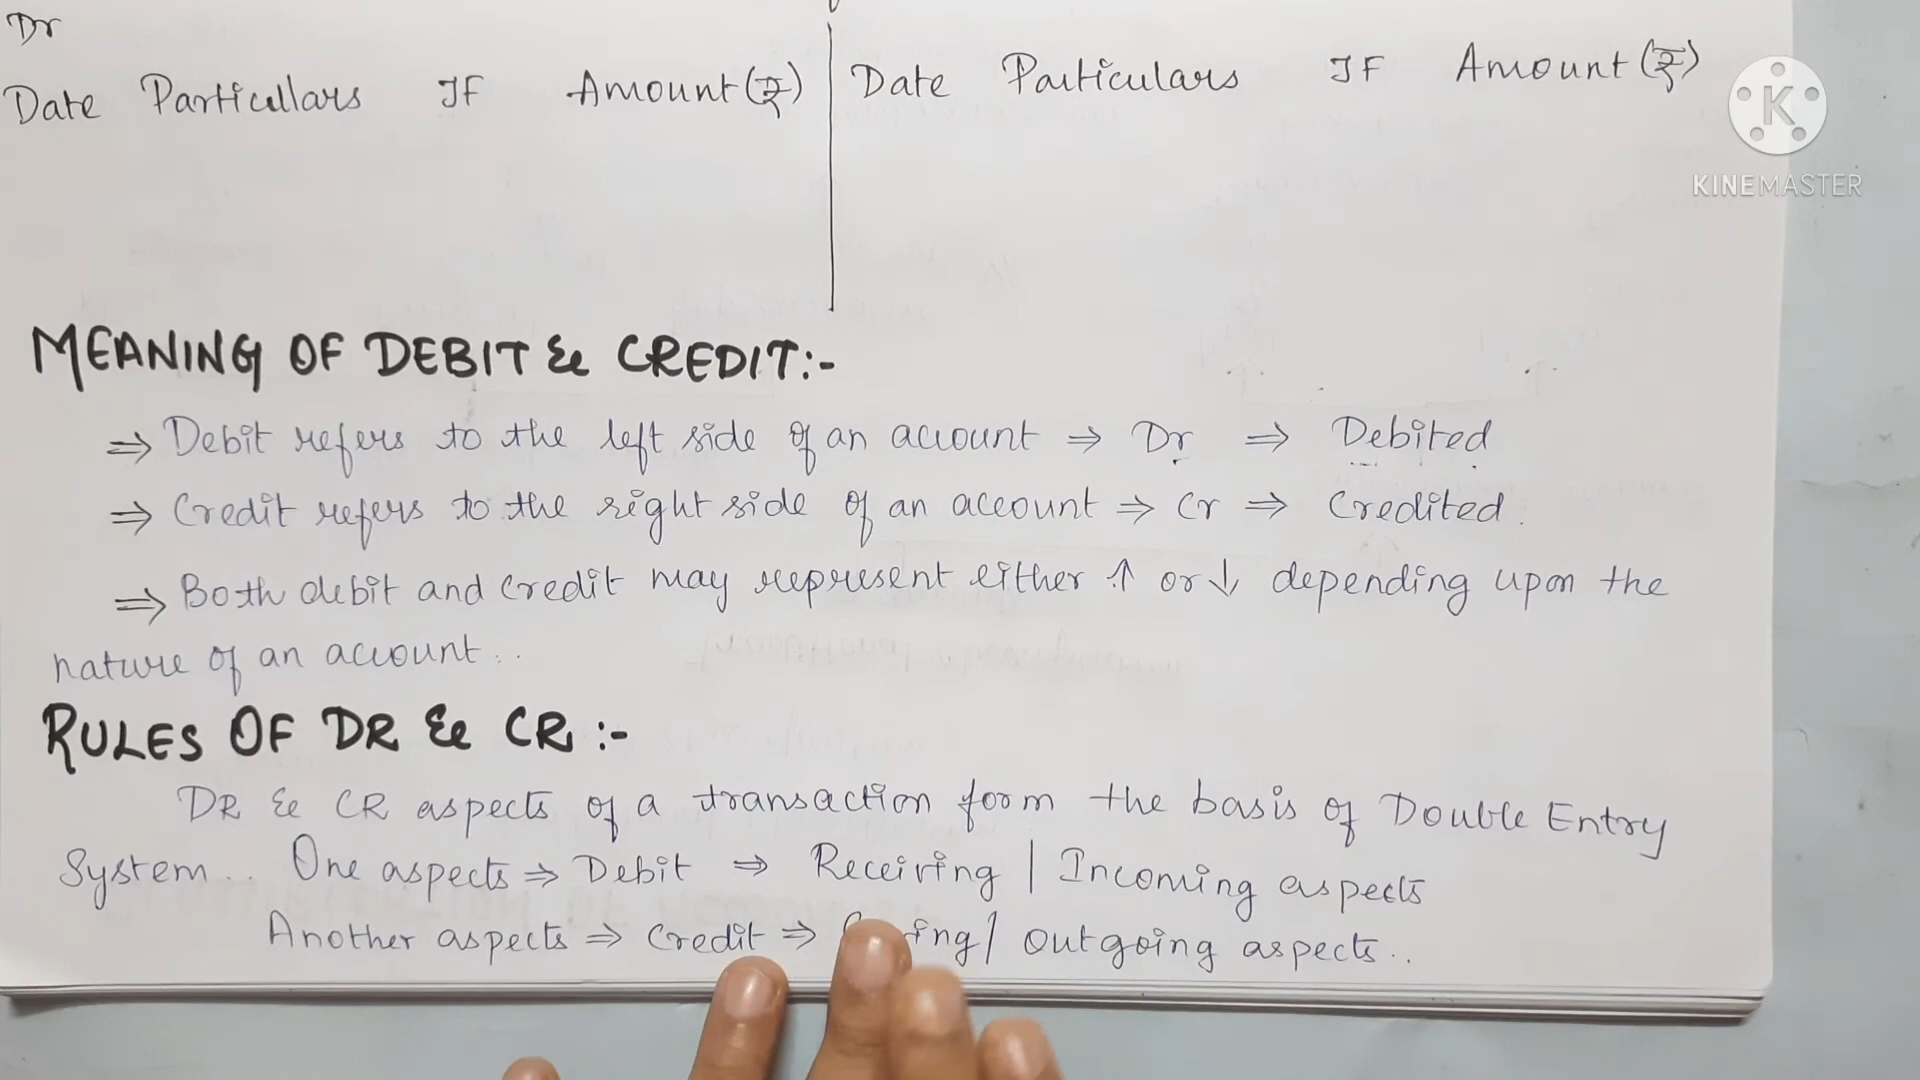 Dr
Date Particullars JF Amount(₹) Date Particulars JF Amount(₹)
KINEMASTER
MEANING OF DEBIT & CREDIT:-
⇒ Debit refers to the left side of an account ⇒ Dr ⇒ Debited
⇒ Credit refers to the right side of an account ⇒ Cr ⇒ Credited.
⇒ Both debit and credit may represent either ↑ or ↓ depending upon the
nature of an account..
RULES OF DR & CR :-
DR & CR aspects of a transaction form the basis of Double Entry
System.. One aspects ⇒ Debit ⇒ Receiving | Incoming aspects
Another aspects ⇒ Credit ⇒ | Outgoing aspects..